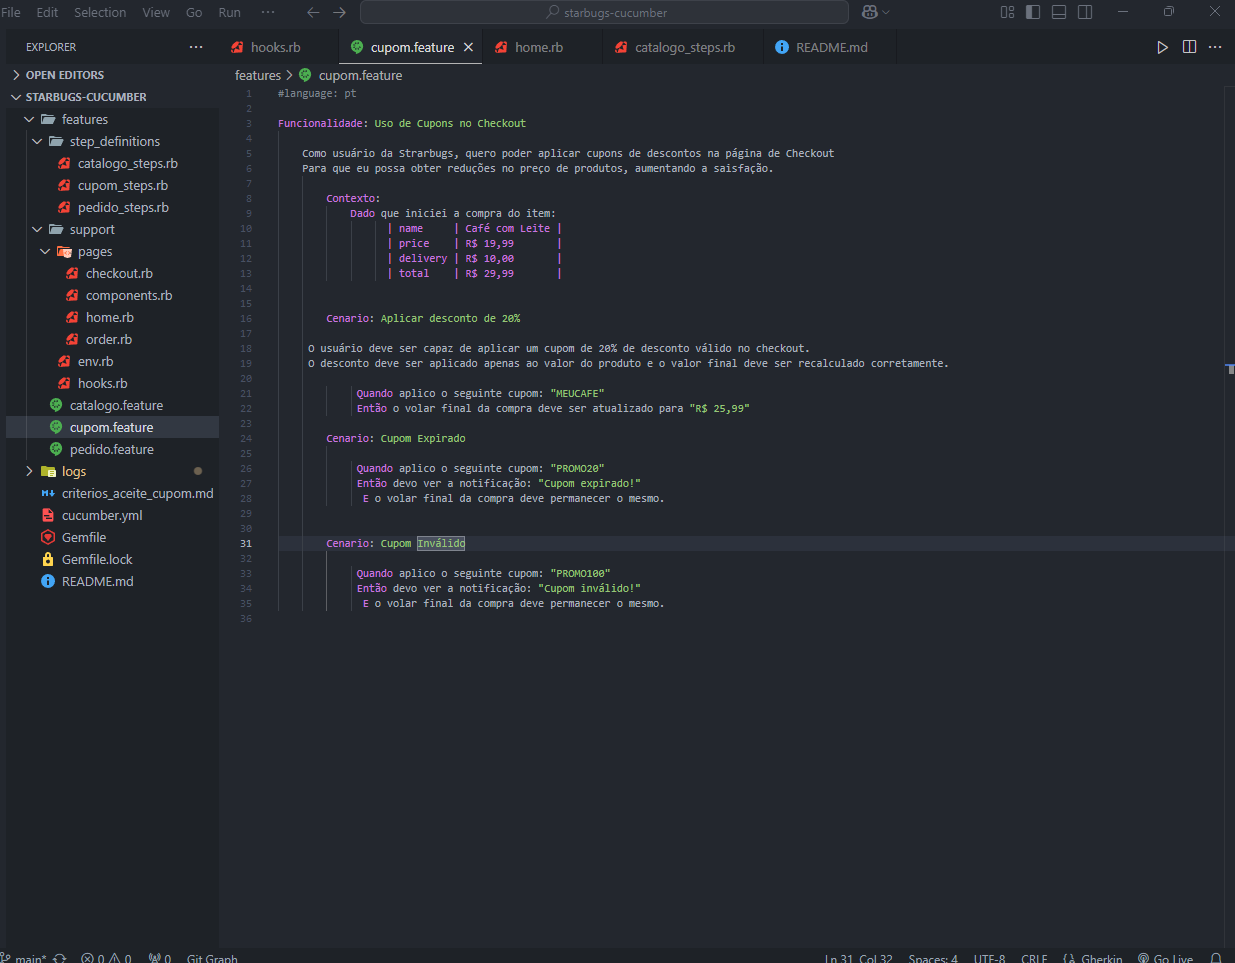 File Edit Selection View Go Run ··· starbugs-cucumber
EXPLORER ···
hooks.rb
cupom.feature
home.rb
catalogo_steps.rb
README.md
OPEN EDITORS
STARBUGS-CUCUMBER
features
step_definitions
catalogo_steps.rb
cupom_steps.rb
pedido_steps.rb
support
pages
checkout.rb
components.rb
home.rb
order.rb
env.rb
hooks.rb
catalogo.feature
cupom.feature
pedido.feature
logs
criterios_aceite_cupom.md
cucumber.yml
Gemfile
Gemfile.lock
README.md
features > cupom.feature
1 #language: pt
2
3 Funcionalidade: Uso de Cupons no Checkout
4
5 Como usuário da Strarbugs, quero poder aplicar cupons de descontos na página de Checkout
6 Para que eu possa obter reduções no preço de produtos, aumentando a saisfação.
7
8 Contexto:
9 Dado que iniciei a compra do item:
10 | name | Café com Leite |
11 | price | R$ 19,99 |
12 | delivery | R$ 10,00 |
13 | total | R$ 29,99 |
14
15
16 Cenario: Aplicar desconto de 20%
17
18 O usuário deve ser capaz de aplicar um cupom de 20% de desconto válido no checkout.
19 O desconto deve ser aplicado apenas ao valor do produto e o valor final deve ser recalculado corretamente.
20
21 Quando aplico o seguinte cupom: "MEUCAFE"
22 Então o volar final da compra deve ser atualizado para "R$ 25,99"
23
24 Cenario: Cupom Expirado
25
26 Quando aplico o seguinte cupom: "PROMO20"
27 Então devo ver a notificação: "Cupom expirado!"
28 E o volar final da compra deve permanecer o mesmo.
29
30
31 Cenario: Cupom Inválido
32
33 Quando aplico o seguinte cupom: "PROMO100"
34 Então devo ver a notificação: "Cupom inválido!"
35 E o volar final da compra deve permanecer o mesmo.
36
main* 0 0 0 Git Graph Ln 31, Col 32 Spaces: 4 UTF-8 CRLF Gherkin Go Live